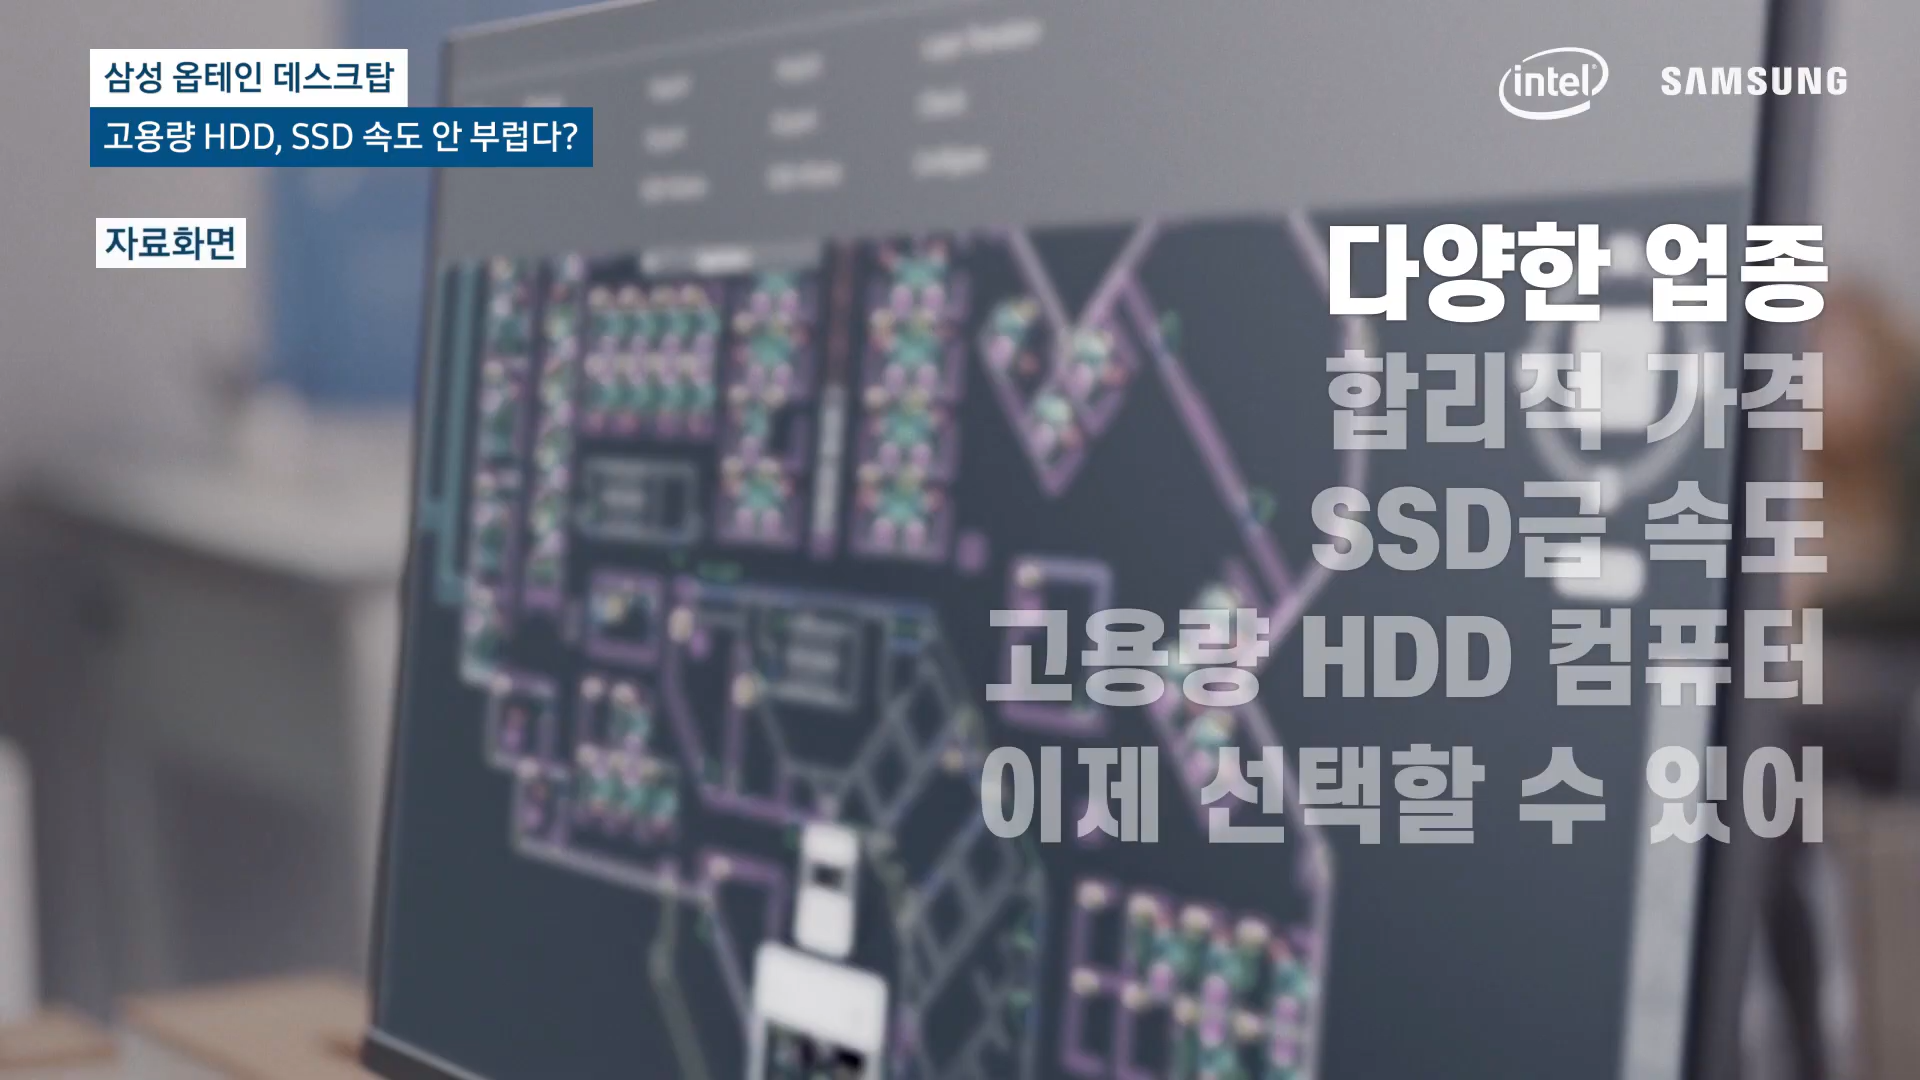 삼성 옵테인 데스크탑
고용량 HDD, SSD 속도 안 부럽다?
intel
SAMSUNG
자료화면
다양한 업종
합리적 가격
SSD급 속도
고용량 HDD 컴퓨터
이제 선택할 수 있어